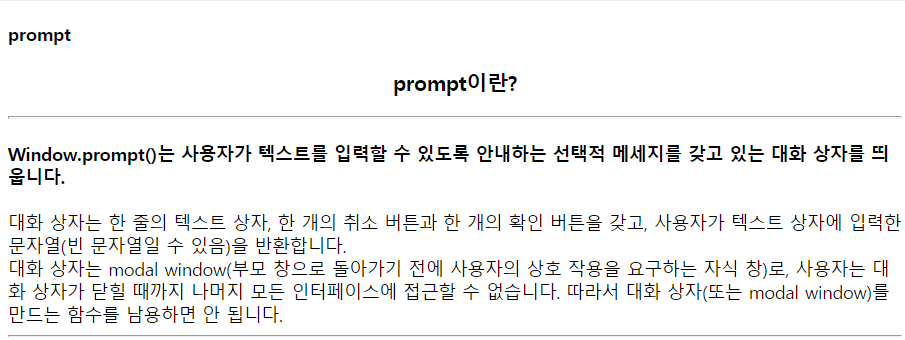 prompt
prompt이란?
Window.prompt()는 사용자가 텍스트를 입력할 수 있도록 안내하는 선택적 메세지를 갖고 있는 대화 상자를 띄
웁니다.
대화 상자는 한 줄의 텍스트 상자, 한 개의 취소 버튼과 한 개의 확인 버튼을 갖고, 사용자가 텍스트 상자에 입력한
문자열(빈 문자열일 수 있음)을 반환합니다.
대화 상자는 modal window(부모 창으로 돌아가기 전에 사용자의 상호 작용을 요구하는 자식 창)로, 사용자는 대
화 상자가 닫힐 때까지 나머지 모든 인터페이스에 접근할 수 없습니다. 따라서 대화 상자(또는 modal window)를
만드는 함수를 남용하면 안 됩니다.